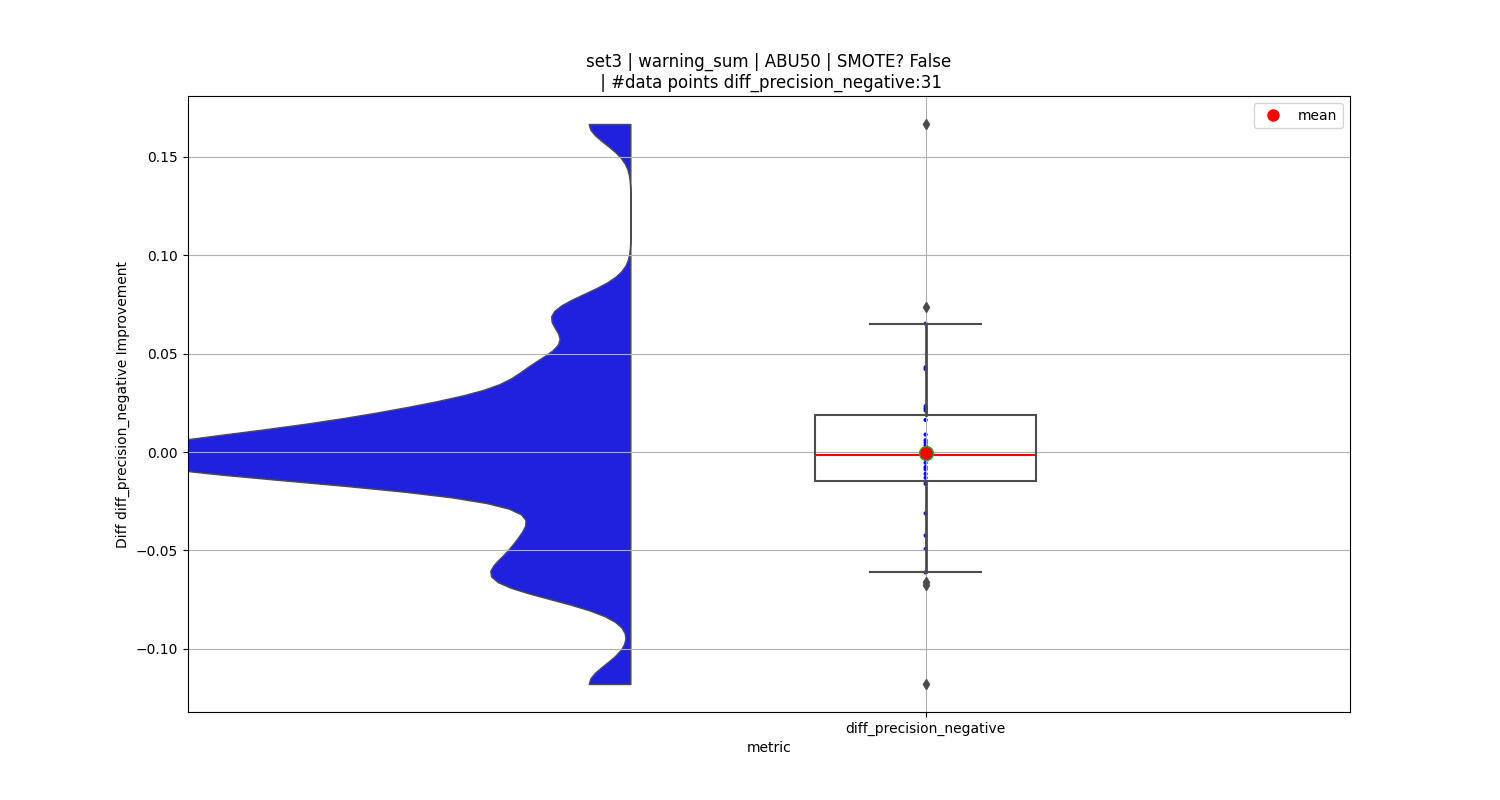 set3 | warning_sum | ABU50 | SMOTE? False
| #data points diff_precision_negative:31
mean
0.15
0.10
0.05
0.00
−0.05
−0.10
Diff diff_precision_negative Improvement
diff_precision_negative
metric